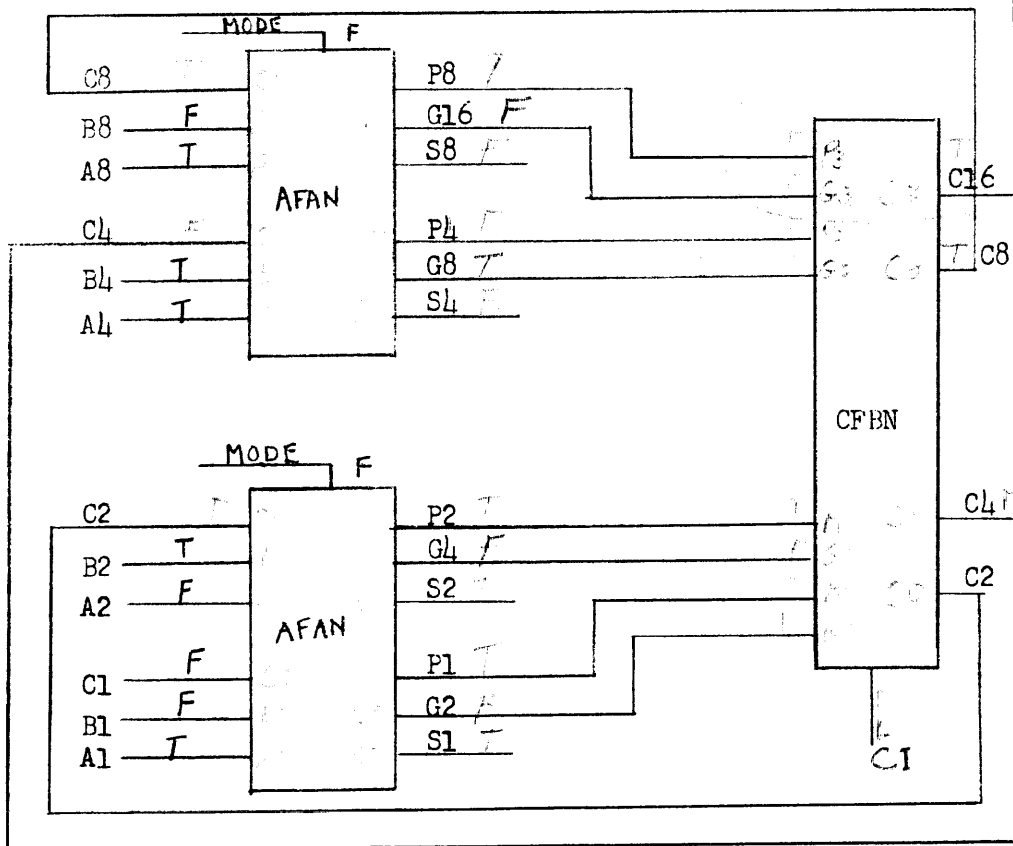 MODE F
C8
B8 F
A8 T
C4
B4 T
A4 T
AFAN
P8 T
G16 F
S8 F
P4 F
G8 T
S4
CFBN
C16
C8 T
C4
C2
CI
MODE F
C2
B2 T
A2 F
C1 F
B1 F
A1 T
AFAN
P2 T
G4 F
S2
P1 T
G2 F
S1 T